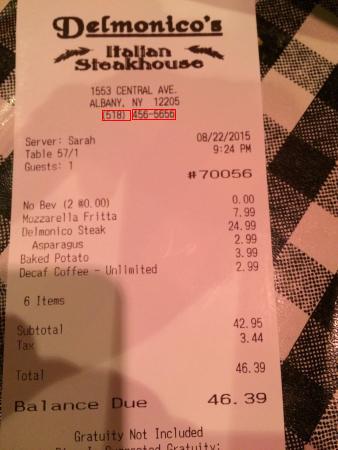 Delmonico's
Italian
Steakhouse
1553 CENTRAL AVE.
ALBANY, NY 12205
(518) 456-5656
Server: Sarah 08/22/2015
Table 57/1 9:24 PM
Guests: 1
#70056
No Bev (2 @0.00) 0.00
Mozzarella Fritta 7.99
Delmonico Steak 24.99
Asparagus 2.99
Baked Potato 3.99
Decaf Coffee - Unlimited 2.99
6 Items
Subtotal 42.95
Tax 3.44
Total 46.39
Balance Due 46.39
Gratuity Not Included
Gratuity: